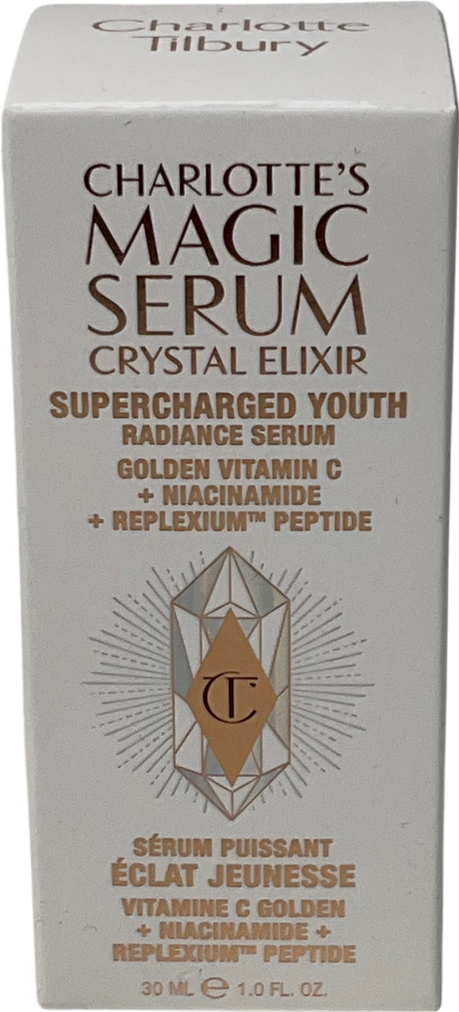 Charlotte
Tilbury
CHARLOTTE'S
MAGIC
SERUM
CRYSTAL ELIXIR
SUPERCHARGED YOUTH
RADIANCE SERUM
GOLDEN VITAMIN C
+ NIACINAMIDE
+ REPLEXIUM™ PEPTIDE
CT
SÉRUM PUISSANT
ÉCLAT JEUNESSE
VITAMINE C GOLDEN
+ NIACINAMIDE +
REPLEXIUM™ PEPTIDE
30 ML ℮ 1.0 FL. OZ.